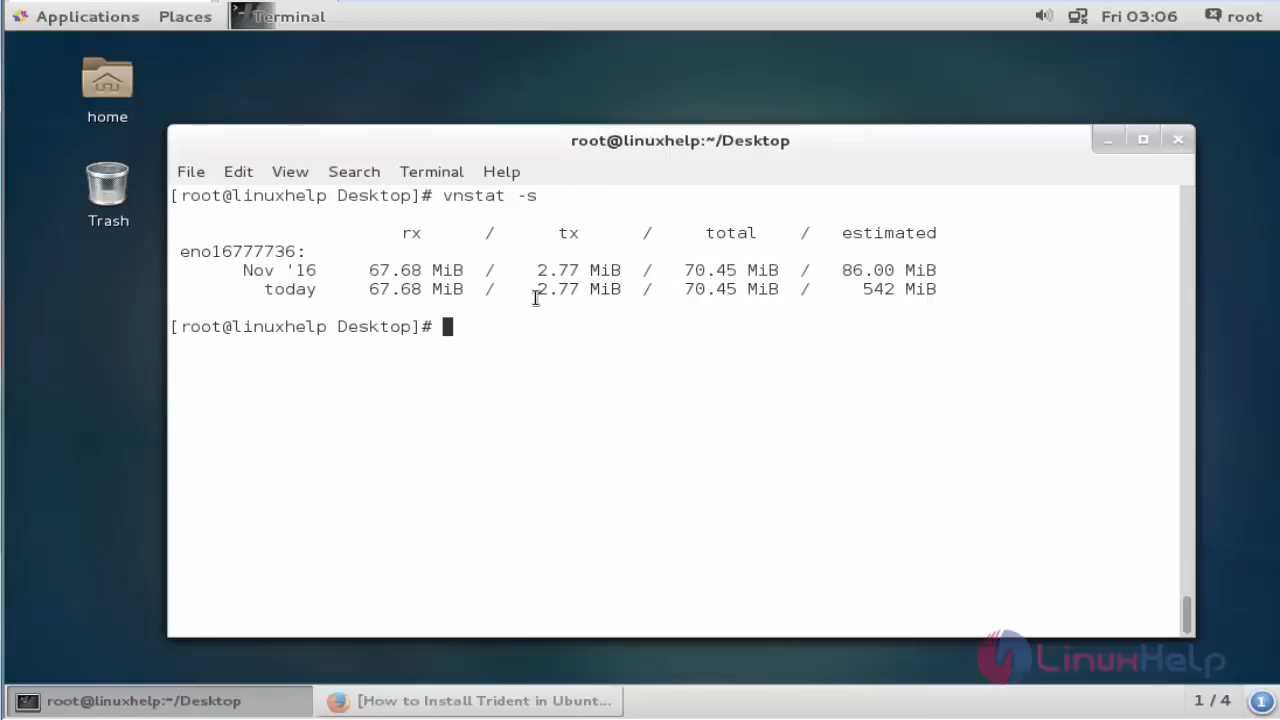 Applications Places Terminal Fri 03:06 root
home
Trash
root@linuxhelp:~/Desktop
File Edit View Search Terminal Help
[root@linuxhelp Desktop]# vnstat -s
rx / tx / total / estimated
eno16777736:
Nov '16 67.68 MiB / 2.77 MiB / 70.45 MiB / 86.00 MiB
today 67.68 MiB / 2.77 MiB / 70.45 MiB / 542 MiB
[root@linuxhelp Desktop]#
LinuxHelp
root@linuxhelp:~/Desktop [How to Install Trident in Ubunt... 1 / 4 1